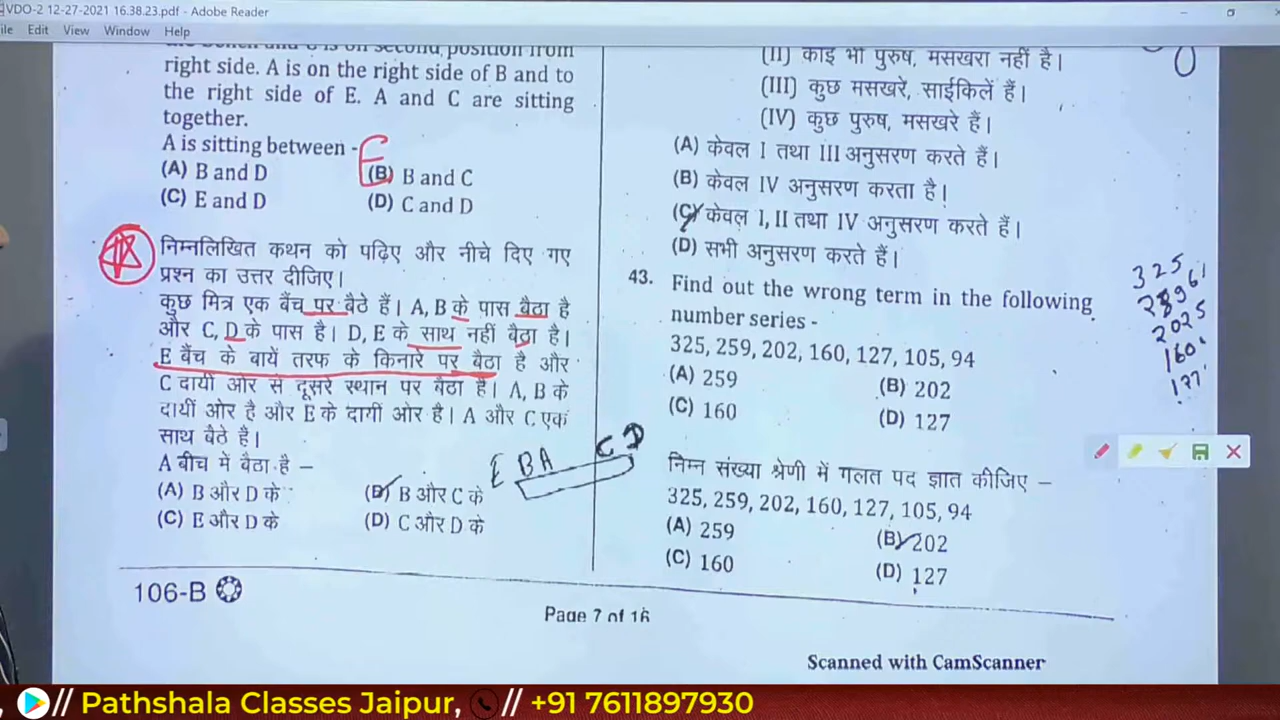 VDO-2 12-27-2021 16.38.23.pdf - Adobe Reader
ile Edit View Window Help
right side. A is on the right side of B and to
the right side of E. A and C are sitting
together.
A is sitting between -
(A) B and D
(B) B and C
(C) E and D
(D) C and D
निम्नलिखित कथन को पढ़िए और नीचे दिए गए
प्रश्न का उत्तर दीजिए।
कुछ मित्र एक बैंच पर बैठे हैं। A, B के पास बैठा है
और C, D के पास है। D, E के साथ नहीं बैठा है।
E बैंच के बायें तरफ के किनारे पर बैठा है और
C दायीं ओर से दूसरे स्थान पर बैठा है। A, B के
दायीं ओर है और E के दायीं ओर है। A और C एक
साथ बैठे हैं।
A बीच में बैठा है –
(A) B और D के
(B) B और C के
(C) E और D के
(D) C और D के
E B A C D
106-B
(II) कोई भी पुरुष, मसखरा नहीं है।
(III) कुछ मसखरे, साईकिलें हैं।
(IV) कुछ पुरुष, मसखरे हैं।
(A) केवल I तथा III अनुसरण करते हैं।
(B) केवल IV अनुसरण करता है।
(C) केवल I, II तथा IV अनुसरण करते हैं।
(D) सभी अनुसरण करते हैं।
43. Find out the wrong term in the following
number series -
325, 259, 202, 160, 127, 105, 94
(A) 259
(B) 202
(C) 160
(D) 127
निम्न संख्या श्रेणी में गलत पद ज्ञात कीजिए –
325, 259, 202, 160, 127, 105, 94
(A) 259
(B) 202
(C) 160
(D) 127
325
Page 7 of 16
Scanned with CamScanner
// Pathshala Classes Jaipur, // +91 7611897930